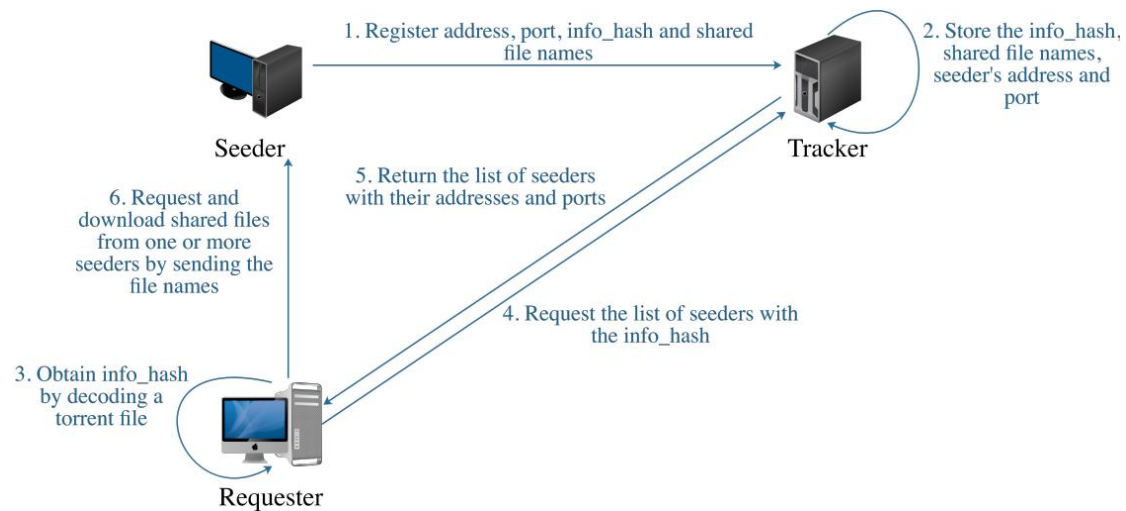 1. Register address, port, info_hash and shared
file names
2. Store the info_hash,
shared file names,
seeder's address and
port
Seeder
Tracker
5. Return the list of seeders
with their addresses and ports
6. Request and
download shared files
from one or more
seeders by sending the
file names
4. Request the list of seeders with
the info_hash
3. Obtain info_hash
by decoding a
torrent file
Requester